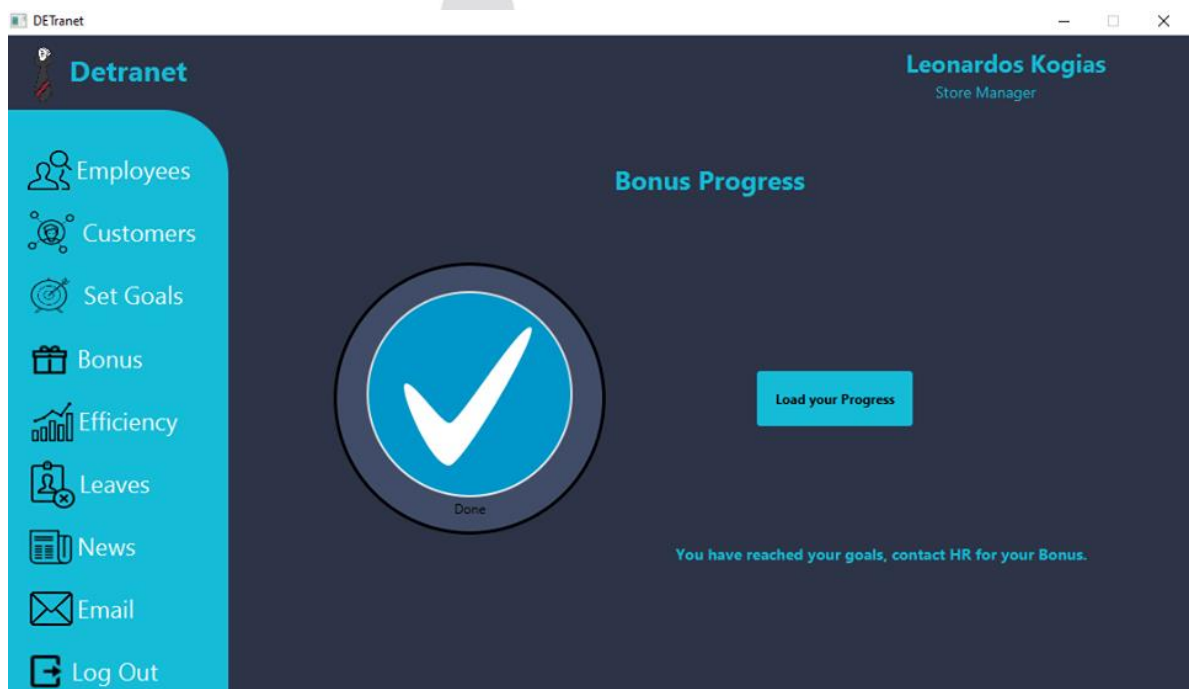 DETranet
Detranet
Leonardos Kogias
Store Manager
Employees
Customers
Set Goals
Bonus
Efficiency
Leaves
News
Email
Log Out
Bonus Progress
Done
Load your Progress
You have reached your goals, contact HR for your Bonus.